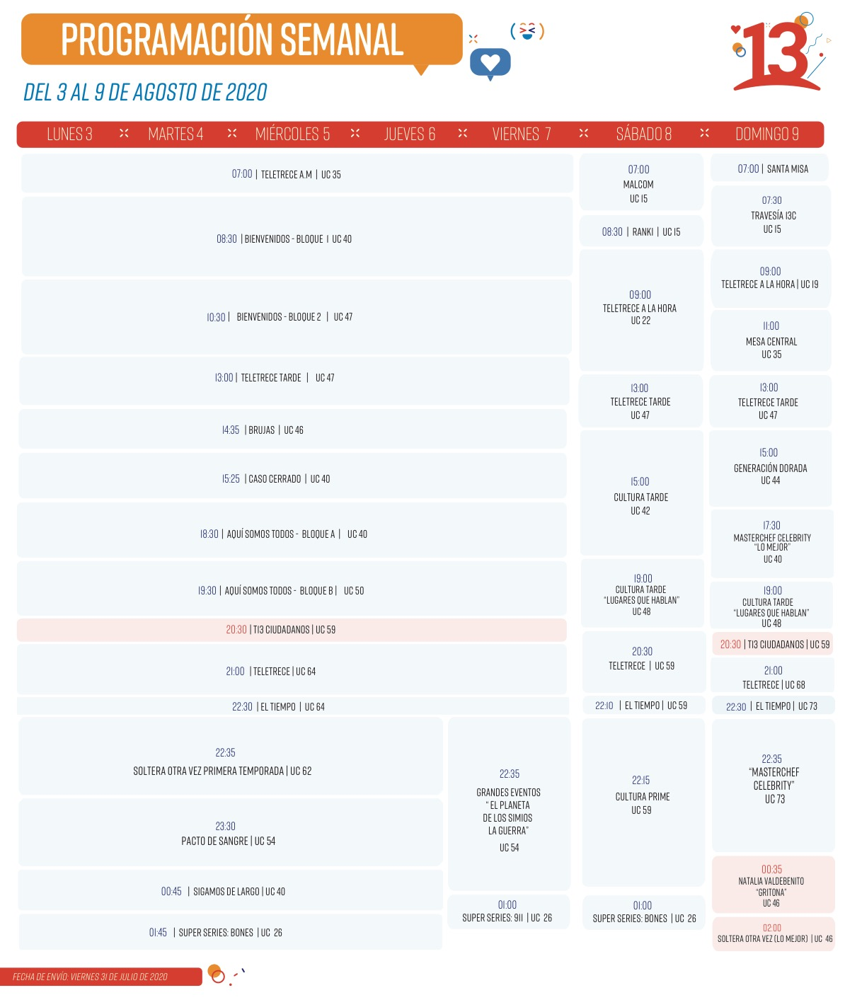 PROGRAMACIÓN SEMANAL
13
DEL 3 AL 9 DE AGOSTO DE 2020
LUNES 3 MARTES 4 MIÉRCOLES 5 JUEVES 6 VIERNES 7 SÁBADO 8 DOMINGO 9
07:00 | TELETRECE A.M | UC 35
08:30 | BIENVENIDOS - BLOQUE 1 UC 40
10:30 | BIENVENIDOS - BLOQUE 2 | UC 47
13:00 | TELETRECE TARDE | UC 47
14:35 | BRUJAS | UC 46
15:25 | CASO CERRADO | UC 40
18:30 | AQUÍ SOMOS TODOS - BLOQUE A | UC 40
19:30 | AQUÍ SOMOS TODOS - BLOQUE B | UC 50
20:30 | T13 CIUDADANOS | UC 59
21:00 | TELETRECE | UC 64
22:30 | EL TIEMPO | UC 64
22:35
SOLTERA OTRA VEZ PRIMERA TEMPORADA | UC 62
23:30
PACTO DE SANGRE | UC 54
00:45 | SIGAMOS DE LARGO | UC 40
01:45 | SUPER SERIES: BONES | UC 26
22:35
GRANDES EVENTOS
“ EL PLANETA
DE LOS SIMIOS
LA GUERRA”
UC 54
01:00
SUPER SERIES: 911 | UC 26
07:00
MALCOM
UC 15
08:30 | RANKI | UC 15
09:00
TELETRECE A LA HORA
UC 22
13:00
TELETRECE TARDE
UC 47
15:00
CULTURA TARDE
UC 42
19:00
CULTURA TARDE
“LUGARES QUE HABLAN”
UC 48
20:30
TELETRECE | UC 59
22:10 | EL TIEMPO | UC 59
22:15
CULTURA PRIME
UC 59
01:00
SUPER SERIES: BONES | UC 26
07:00 | SANTA MISA
07:30
TRAVESÍA 13C
UC 15
09:00
TELETRECE A LA HORA | UC 19
11:00
MESA CENTRAL
UC 35
13:00
TELETRECE TARDE
UC 47
15:00
GENERACIÓN DORADA
UC 44
17:30
MASTERCHEF CELEBRITY
“LO MEJOR”
UC 40
19:00
CULTURA TARDE
“LUGARES QUE HABLAN”
UC 48
20:30 | T13 CIUDADANOS | UC 59
21:00
TELETRECE | UC 68
22:30 | EL TIEMPO | UC 73
22:35
“MASTERCHEF
CELEBRITY”
UC 73
00:35
NATALIA VALDEBENITO
“GRITONA”
UC 46
02:00
SOLTERA OTRA VEZ (LO MEJOR) | UC 46
FECHA DE ENVÍO: VIERNES 31 DE JULIO DE 2020